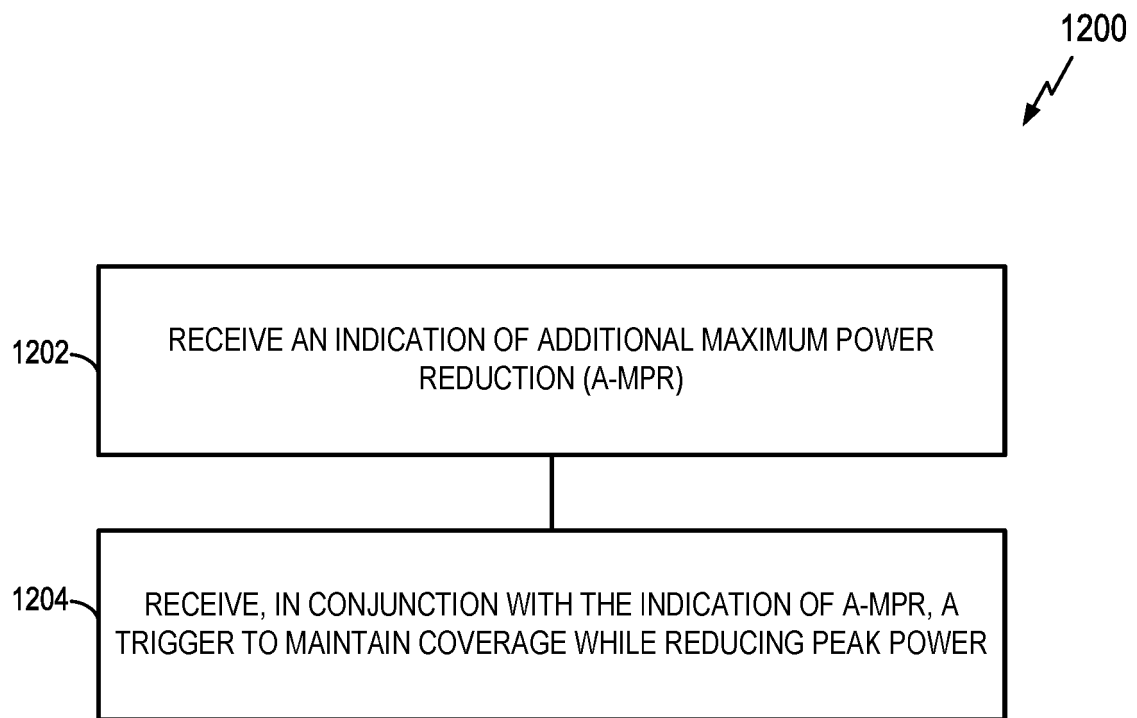 1200
1202
RECEIVE AN INDICATION OF ADDITIONAL MAXIMUM POWER
REDUCTION (A-MPR)
1204
RECEIVE, IN CONJUNCTION WITH THE INDICATION OF A-MPR, A
TRIGGER TO MAINTAIN COVERAGE WHILE REDUCING PEAK POWER